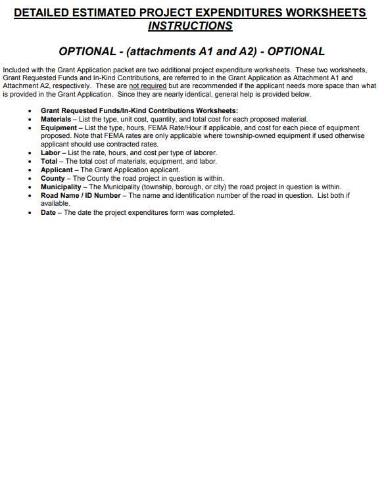 DETAILED ESTIMATED PROJECT EXPENDITURES WORKSHEETS
INSTRUCTIONS
OPTIONAL - (attachments A1 and A2) - OPTIONAL
Included with the Grant Application packet are two additional project expenditure worksheets. These two worksheets,
Grant Requested Funds and In-Kind Contributions, are referred to in the Grant Application as Attachment A1 and
Attachment A2, respectively. These are not required but are recommended if the applicant needs more space than what
is provided in the Grant Application. Since they are nearly identical, general help is provided below.
• Grant Requested Funds/In-Kind Contributions Worksheets:
• Materials – List the type, unit cost, quantity, and total cost for each proposed material.
• Equipment – List the type, hours, FEMA Rate/Hour if applicable, and cost for each piece of equipment
proposed. Note that FEMA rates are only applicable where township-owned equipment if used otherwise
applicant should use contracted rates.
• Labor – List the rate, hours, and cost per type of laborer.
• Total – The total cost of materials, equipment, and labor.
• Applicant – The Grant Application applicant.
• County – The County the road project in question is within.
• Municipality – The Municipality (township, borough, or city) the road project in question is within.
• Road Name / ID Number – The name and identification number of the road in question. List both if
available.
• Date – The date the project expenditures form was completed.